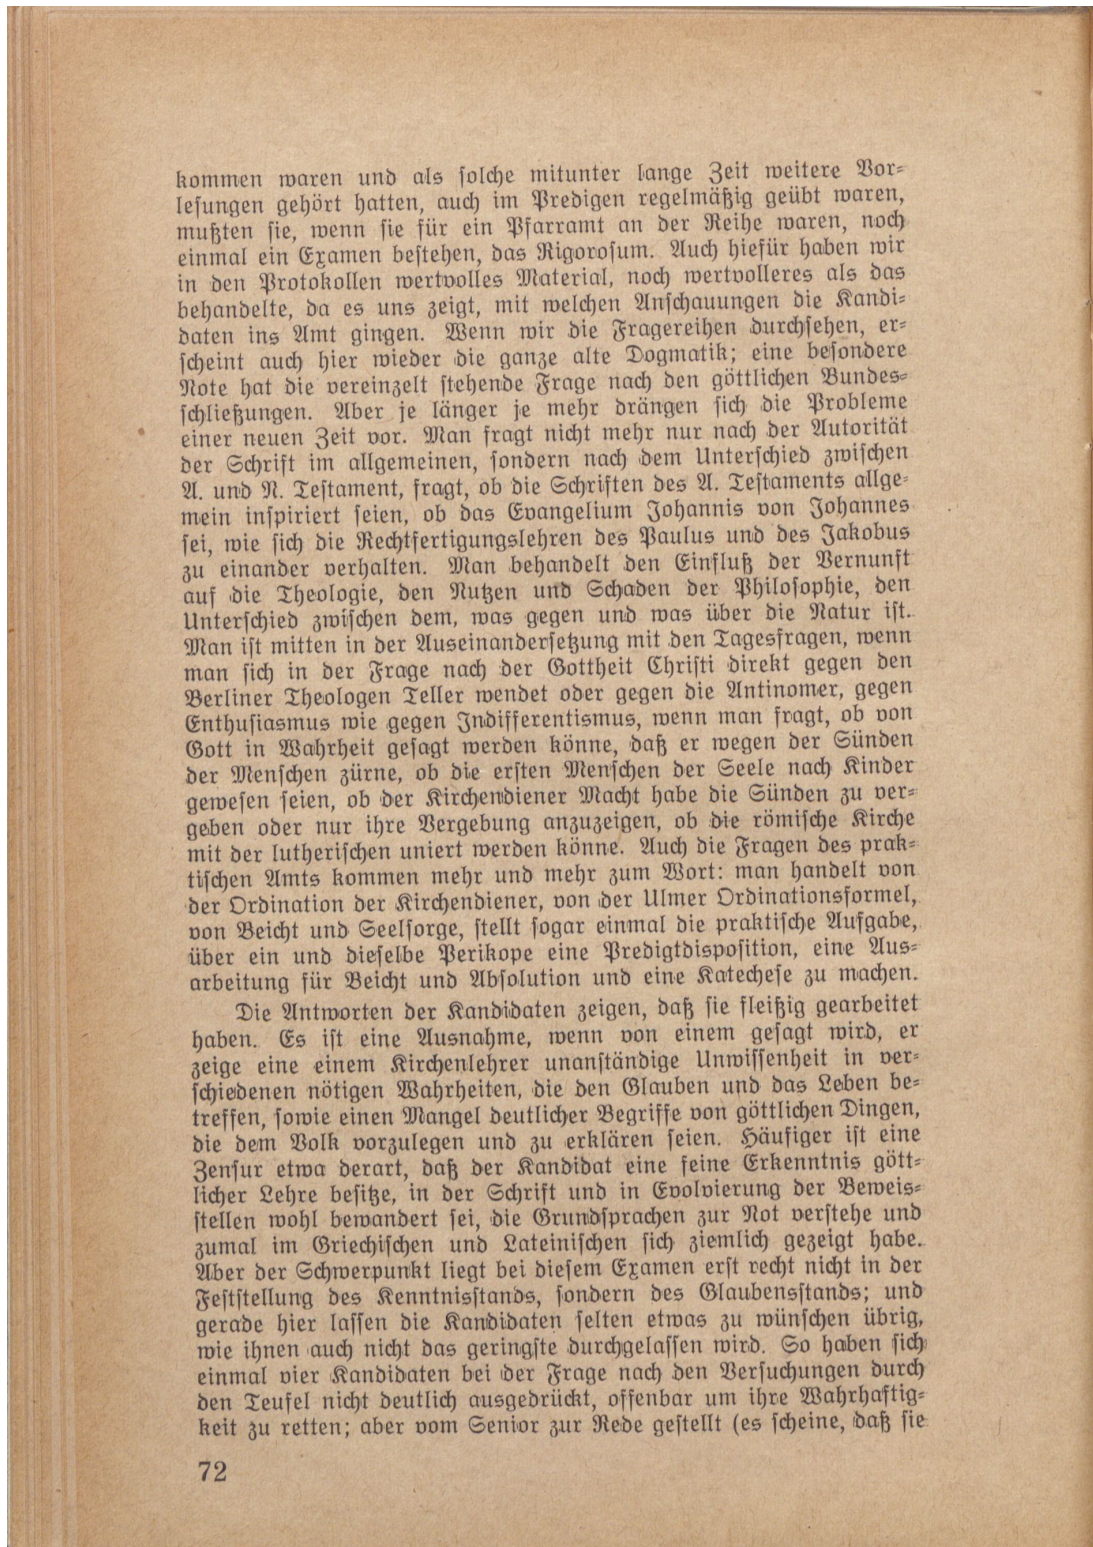 kommen waren und als solche mitunter lange Zeit weitere Vor-
lesungen gehört hatten, auch im Predigen regelmäßig geübt waren,
mußten sie, wenn sie für ein Pfarramt an der Reihe waren, noch
einmal ein Examen bestehen, das Rigorosum. Auch hiefür haben wir
in den Protokollen wertvolles Material, noch wertvolleres als das
behandelte, da es uns zeigt, mit welchen Anschauungen die Kandi-
daten ins Amt gingen. Wenn wir die Fragereihen durchsehen, er-
scheint auch hier wieder die ganze alte Dogmatik; eine besondere
Note hat die vereinzelt stehende Frage nach den göttlichen Bundes-
schließungen. Aber je länger je mehr drängen sich die Probleme
einer neuen Zeit vor. Man fragt nicht mehr nur nach der Autorität
der Schrift im allgemeinen, sondern nach dem Unterschied zwischen
A. und N. Testament, fragt, ob die Schriften des A. Testaments allge-
mein inspiriert seien, ob das Evangelium Johannis von Johannes
sei, wie sich die Rechtfertigungslehren des Paulus und des Jakobus
zu einander verhalten. Man behandelt den Einfluß der Vernunft
auf die Theologie, den Nutzen und Schaden der Philosophie, den
Unterschied zwischen dem, was gegen und was über die Natur ist.
Man ist mitten in der Auseinandersetzung mit den Tagesfragen, wenn
man sich in der Frage nach der Gottheit Christi direkt gegen den
Berliner Theologen Teller wendet oder gegen die Antinomer, gegen
Enthusiasmus wie gegen Indifferentismus, wenn man fragt, ob von
Gott in Wahrheit gesagt werden könne, daß er wegen der Sünden
der Menschen zürne, ob die ersten Menschen der Seele nach Kinder
gewesen seien, ob der Kirchendiener Macht habe die Sünden zu ver-
geben oder nur ihre Vergebung anzuzeigen, ob die römische Kirche
mit der lutherischen uniert werden könne. Auch die Fragen des prak-
tischen Amts kommen mehr und mehr zum Wort: man handelt von
der Ordination der Kirchendiener, von der Ulmer Ordinationsformel,
von Beicht und Seelsorge, stellt sogar einmal die praktische Aufgabe,
über ein und dieselbe Perikope eine Predigtdisposition, eine Aus-
arbeitung für Beicht und Absolution und eine Katechese zu machen.
Die Antworten der Kandidaten zeigen, daß sie fleißig gearbeitet
haben. Es ist eine Ausnahme, wenn von einem gesagt wird, er
zeige eine einem Kirchenlehrer unanständige Unwissenheit in ver-
schiedenen nötigen Wahrheiten, die den Glauben und das Leben be-
treffen, sowie einen Mangel deutlicher Begriffe von göttlichen Dingen,
die dem Volk vorzulegen und zu erklären seien. Häufiger ist eine
Zensur etwa derart, daß der Kandidat eine feine Erkenntnis gött-
licher Lehre besitze, in der Schrift und in Evolvierung der Beweis-
stellen wohl bewandert sei, die Grundsprachen zur Not verstehe und
zumal im Griechischen und Lateinischen sich ziemlich gezeigt habe.
Aber der Schwerpunkt liegt bei diesem Examen erst recht nicht in der
Feststellung des Kenntnisstands, sondern des Glaubensstands; und
gerade hier lassen die Kandidaten selten etwas zu wünschen übrig,
wie ihnen auch nicht das geringste durchgelassen wird. So haben sich
einmal vier Kandidaten bei der Frage nach den Versuchungen durch
den Teufel nicht deutlich ausgedrückt, offenbar um ihre Wahrhaftig-
keit zu retten; aber vom Senior zur Rede gestellt (es scheine, daß sie
72